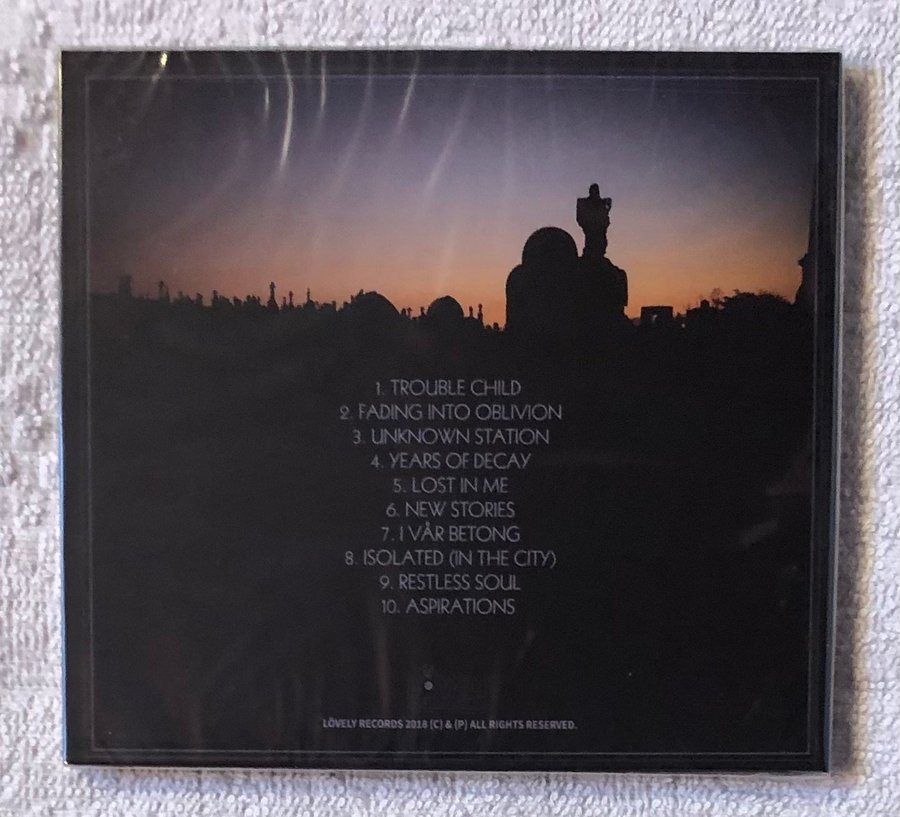 1. TROUBLE CHILD
2. FADING INTO OBLIVION
3. UNKNOWN STATION
4. YEARS OF DECAY
5. LOST IN ME
6. NEW STORIES
7. I VÅR BETONG
8. ISOLATED (IN THE CITY)
9. RESTLESS SOUL
10. ASPIRATIONS
LÖVELY RECORDS 2018 (C) & (P) ALL RIGHTS RESERVED.